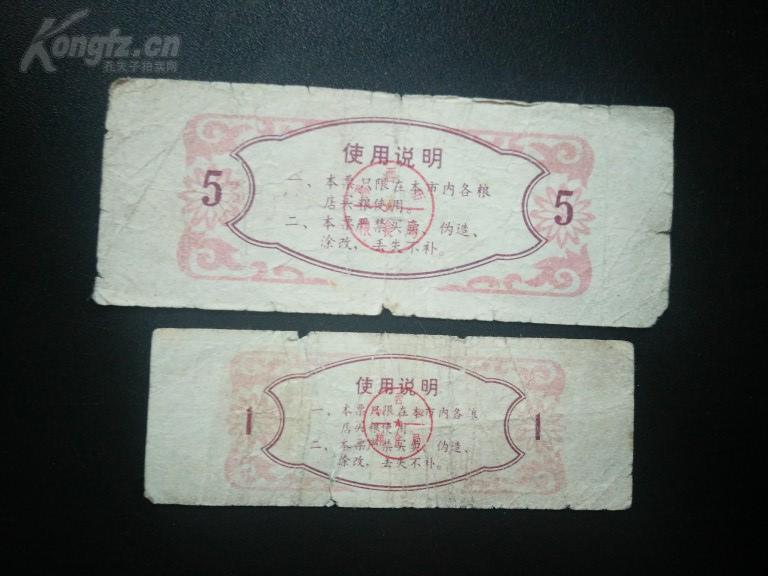 Kongfz.cn
孔夫子拍卖网
使用说明
一、本票只限在本市内各粮
店买粮使用。
二、本票严禁买卖、伪造、
涂改,丢失不补。
5
5
使用说明
一、本票只限在本市内各粮
店买粮使用。
二、本票严禁买卖、伪造、
涂改,丢失不补。
1
1